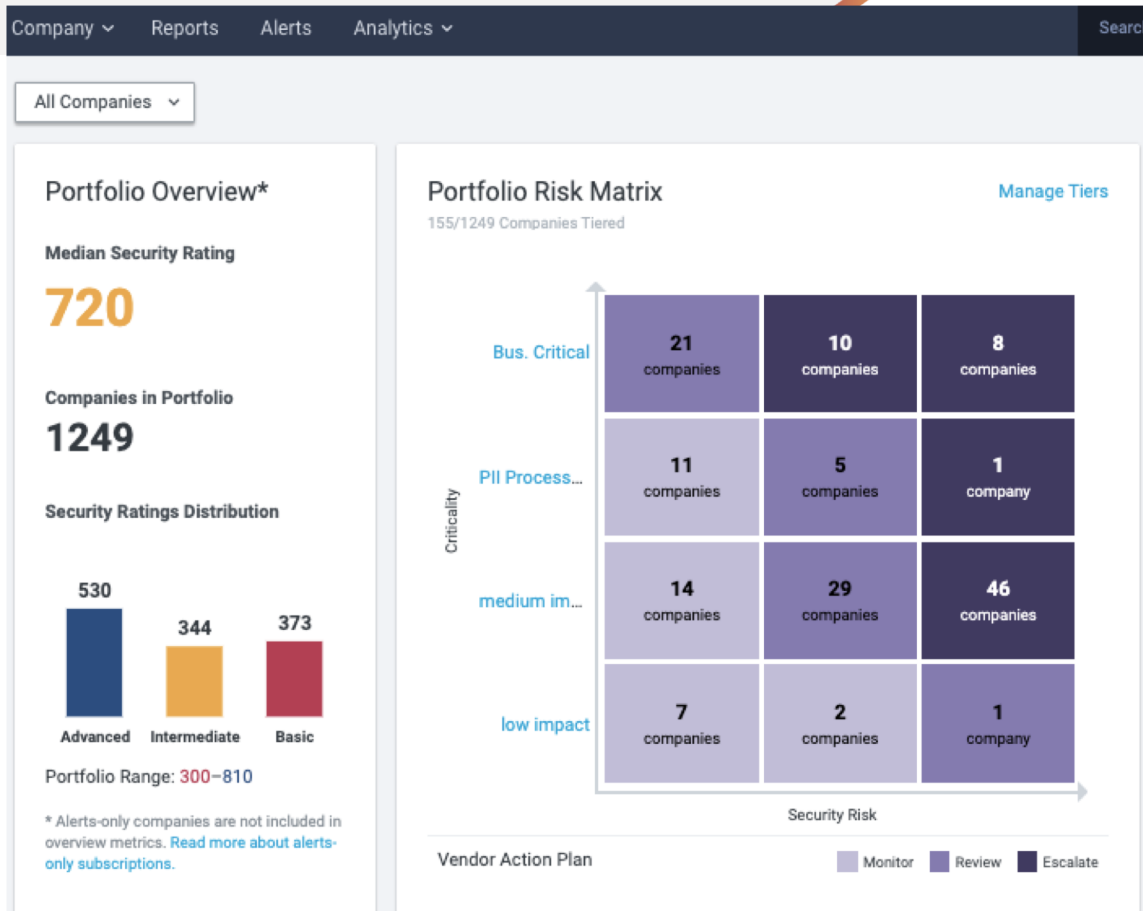 Company Reports Alerts Analytics Searc
All Companies
Portfolio Overview*
Median Security Rating
720
Companies in Portfolio
1249
Security Ratings Distribution
530
344
373
Advanced Intermediate Basic
Portfolio Range: 300–810
* Alerts-only companies are not included in
overview metrics. Read more about alerts-
only subscriptions.
Portfolio Risk Matrix
Manage Tiers
155/1249 Companies Tiered
Criticality
Bus. Critical
21
companies
10
companies
8
companies
PII Process...
11
companies
5
companies
1
company
medium im...
14
companies
29
companies
46
companies
low impact
7
companies
2
companies
1
company
Security Risk
Vendor Action Plan
Monitor Review Escalate